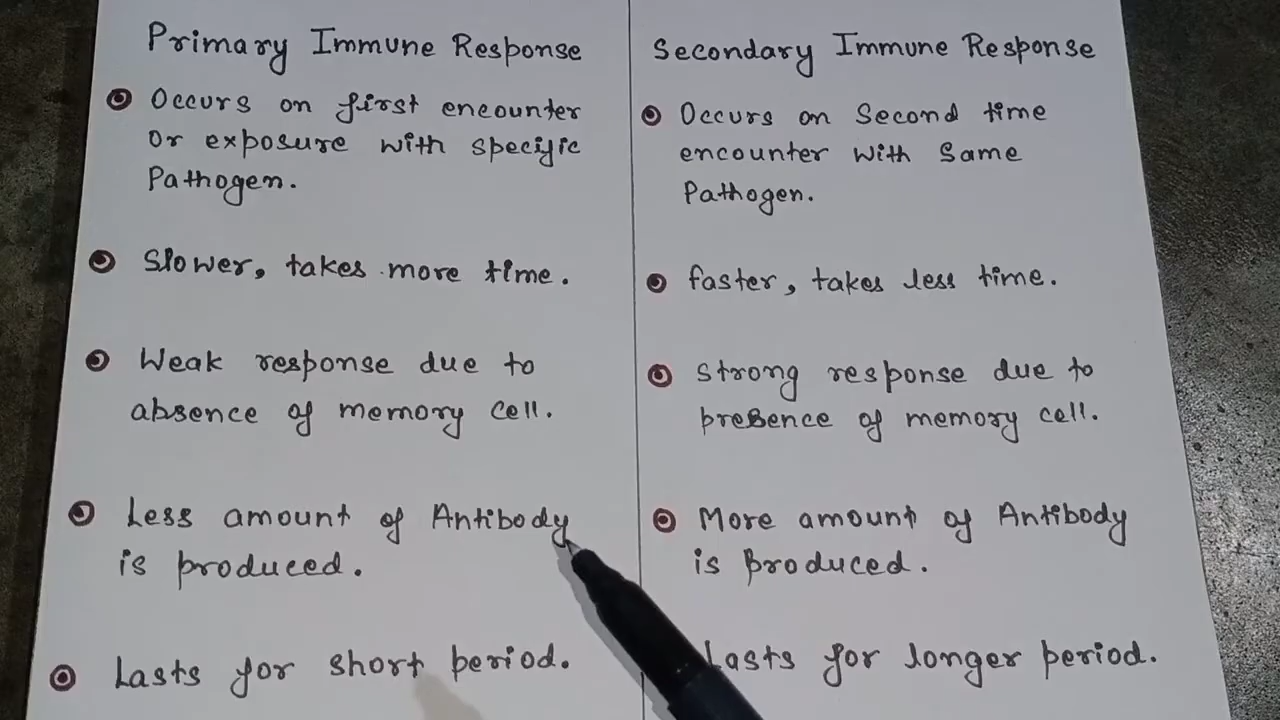 Primary Immune Response
Occurs on first encounter
or exposure with specific
Pathogen.
Slower, takes more time.
Weak response due to
absence of memory cell.
Less amount of Antibody
is produced.
Lasts for short period.
Secondary Immune Response
Occurs on Second time
encounter with Same
Pathogen.
faster, takes less time.
Strong response due to
presence of memory cell.
More amount of Antibody
is Produced.
Lasts for longer period.